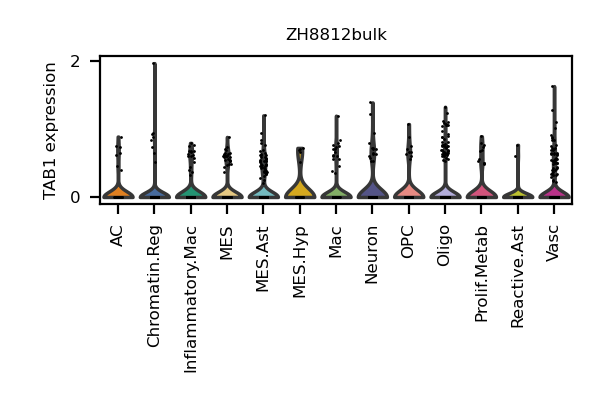 ZH8812bulk
TAB1 expression
2
0
AC
Chromatin.Reg
Inflammatory.Mac
MES
MES.Ast
MES.Hyp
Mac
Neuron
OPC
Oligo
Prolif.Metab
Reactive.Ast
Vasc